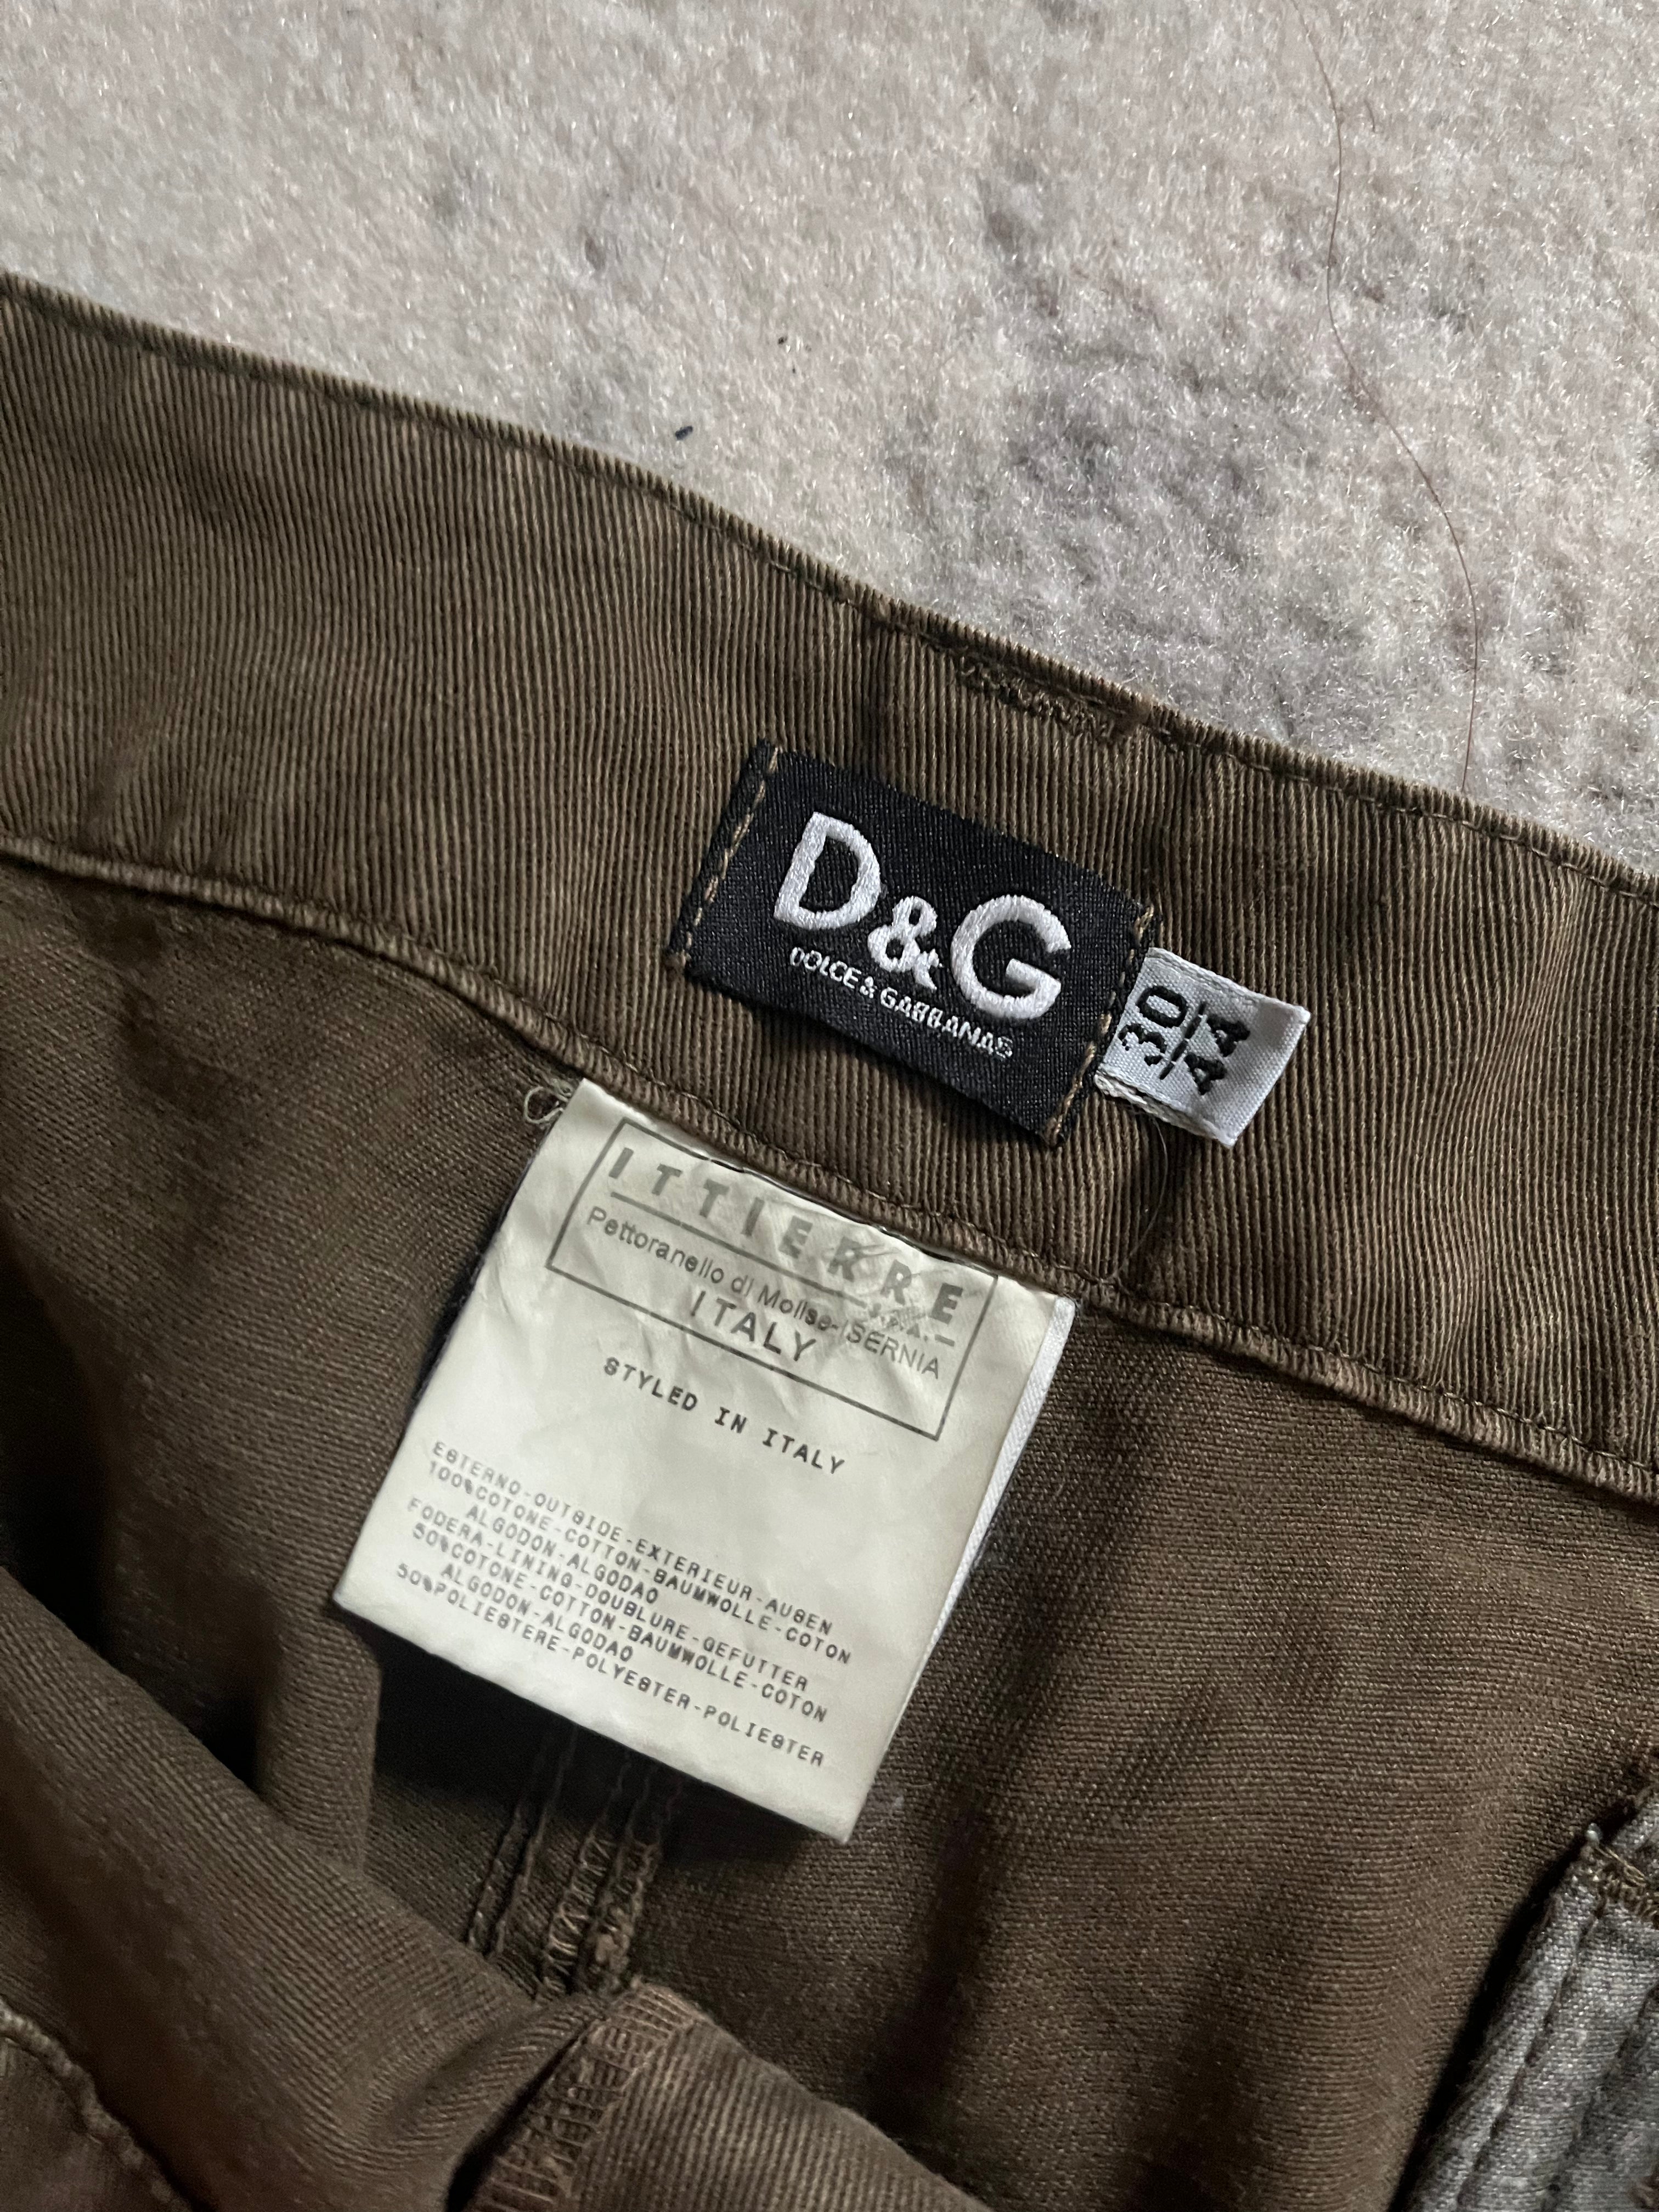 D&G
DOLCE & GABBANA
30
44
ITTIERRE
S.P.A.
Pettoranello di Molise-ISERNIA
ITALY
STYLED IN ITALY
ESTERNO-OUTSIDE-EXTERIEUR-AUSEN
100%COTONE-COTTON-BAUMWOLLE-COTON
ALGODON-ALGODAO
FODERA-LINING-DOUBLURE-GEFUTTER
50%COTONE-COTTON-BAUMWOLLE-COTON
ALGODON-ALGODAO
50%POLIESTERE-POLYESTER-POLIESTER